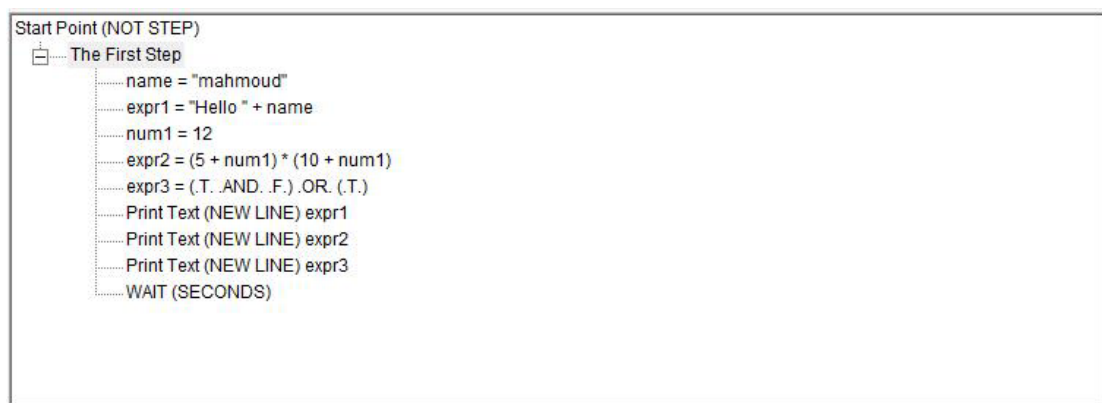 Start Point (NOT STEP)
The First Step
name = "mahmoud"
expr1 = "Hello " + name
num1 = 12
expr2 = (5 + num1) * (10 + num1)
expr3 = (.T. .AND. .F.) .OR. (.T.)
Print Text (NEW LINE) expr1
Print Text (NEW LINE) expr2
Print Text (NEW LINE) expr3
WAIT (SECONDS)